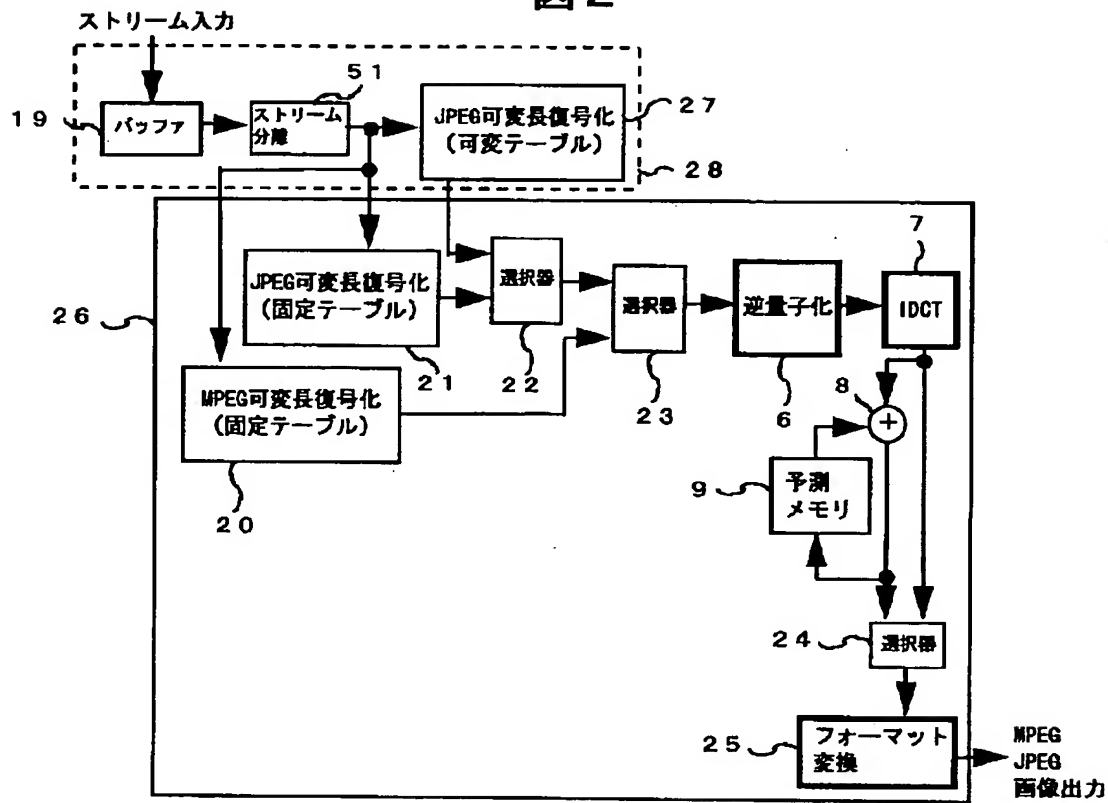 図2
ストリーム入力
19
バッファ
51
ストリーム
分離
JPEG可変長復号化
(可変テーブル)
27
28
26
JPEG可変長復号化
(固定テーブル)
21
選択器
22
選択器
23
逆量子化
6
7
IDCT
MPEG可変長復号化
(固定テーブル)
20
8
+
9
予測
メモリ
24
選択器
25
フォーマット
変換
MPEG
JPEG
画像出力